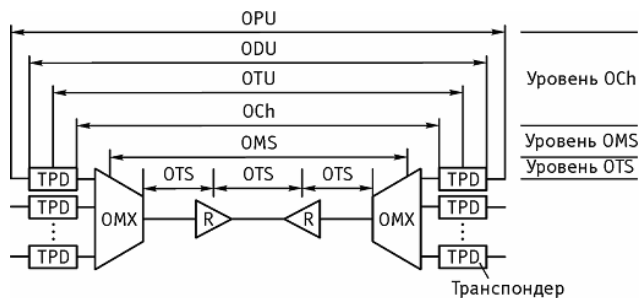 OPU
ODU
OTU
Уровень OCh
OCh
OMS
Уровень OMS
OTS OTS OTS
Уровень OTS
TPD TPD
TPD TPD
OMX R R OMX
TPD TPD
Транспондер